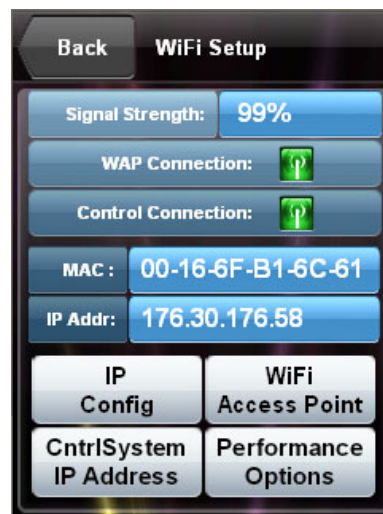 Back WiFi Setup
Signal Strength: 99%
WAP Connection:
Control Connection:
MAC : 00-16-6F-B1-6C-61
IP Addr: 176.30.176.58
IP
Config
WiFi
Access Point
CntrlSystem
IP Address
Performance
Options